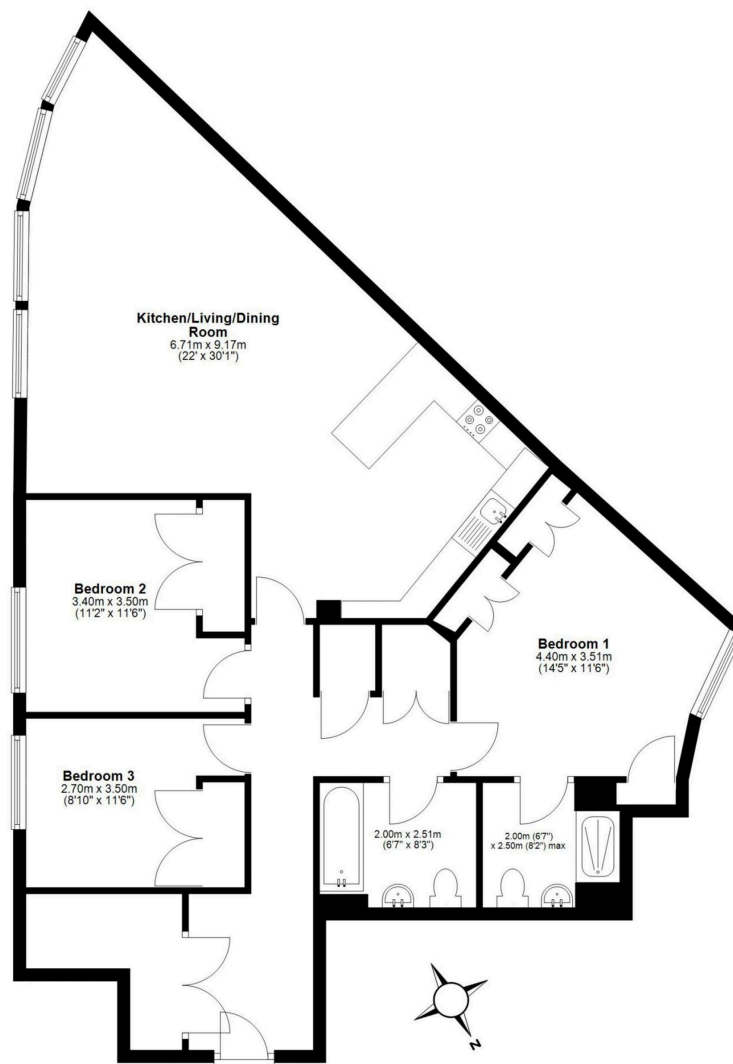 Kitchen/Living/Dining
Room
6.71m x 9.17m
(22' x 30'1")
Bedroom 2
3.40m x 3.50m
(11'2" x 11'6")
Bedroom 1
4.40m x 3.51m
(14'5" x 11'6")
Bedroom 3
2.70m x 3.50m
(8'10" x 11'6")
2.00m x 2.51m
(6'7" x 8'3")
2.00m (6'7")
x 2.50m (8'2") max
N